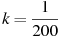 k = 1/200